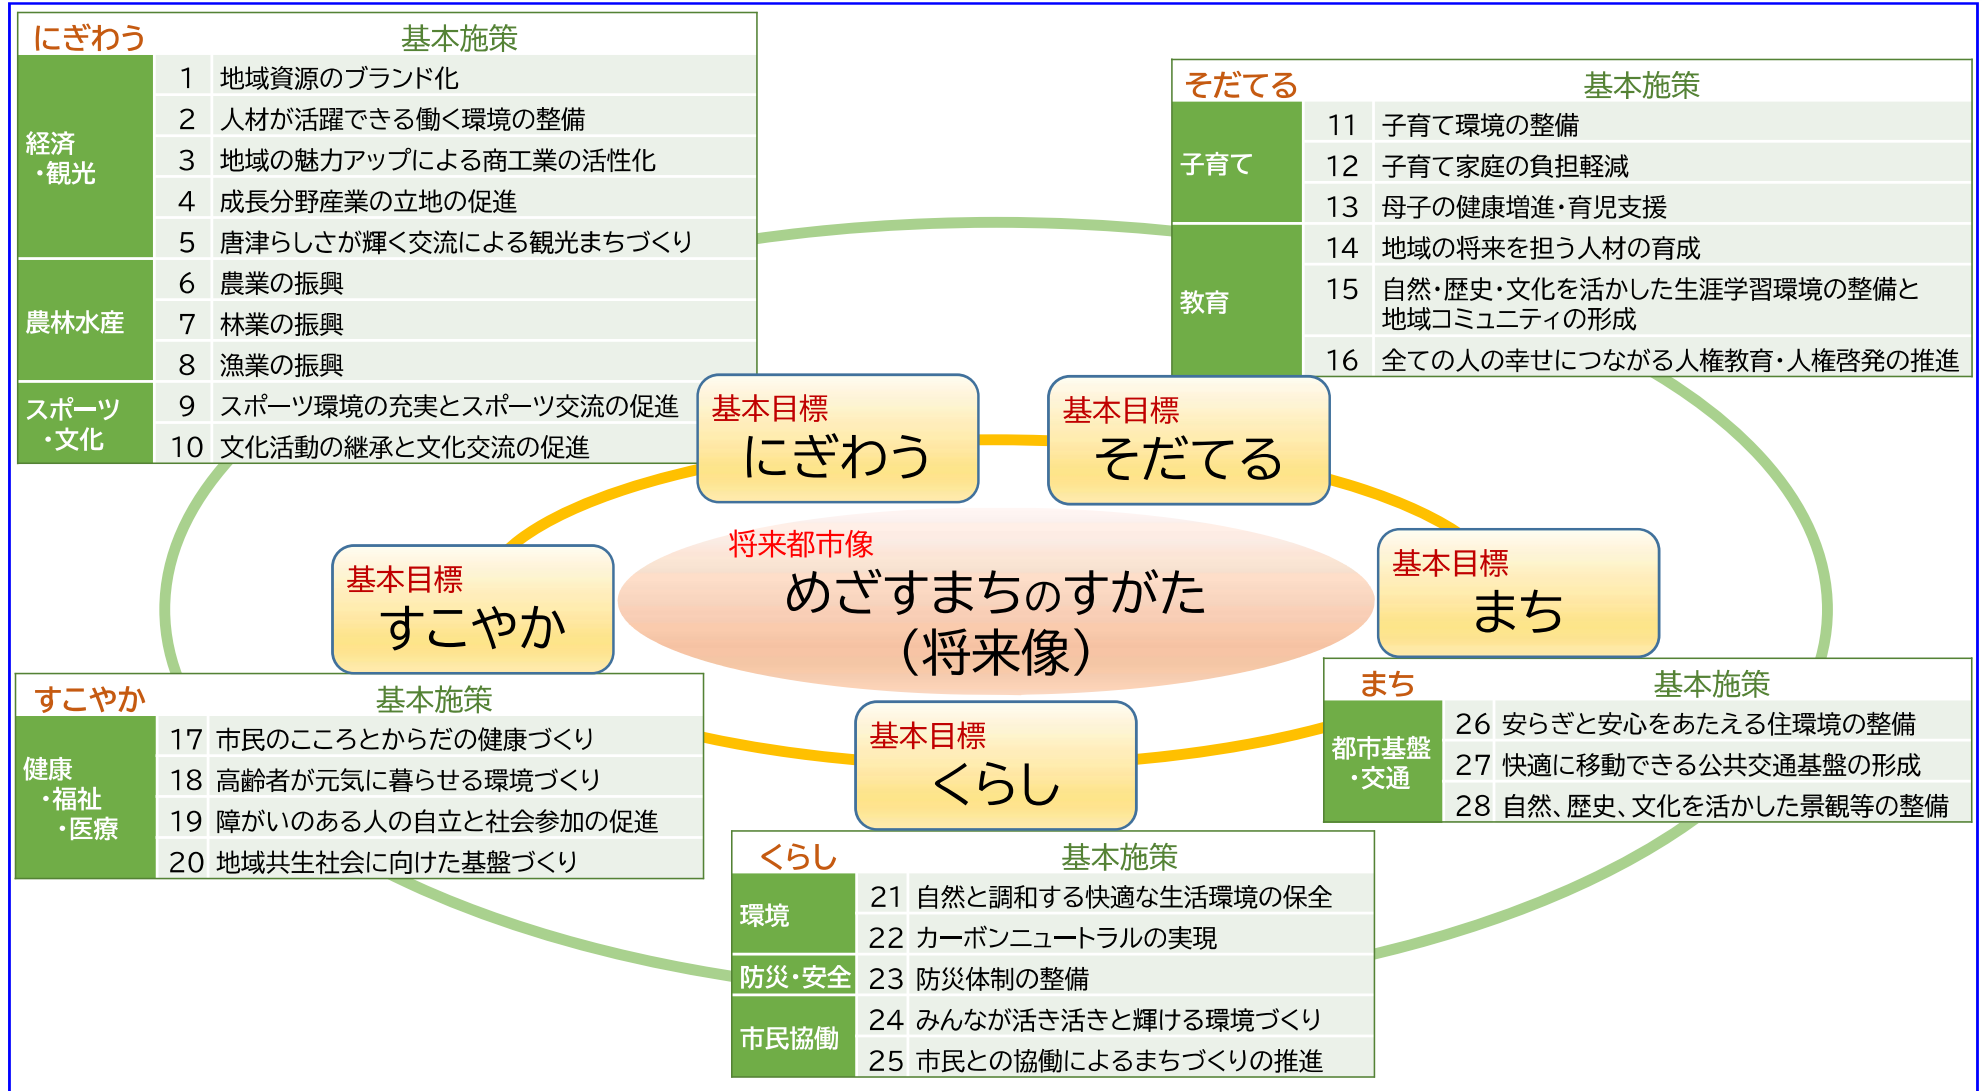 にぎわう 基本施策
経済
・観光
1 地域資源のブランド化
2 人材が活躍できる働く環境の整備
3 地域の魅力アップによる商工業の活性化
4 成長分野産業の立地の促進
5 唐津らしさが輝く交流による観光まちづくり
農林水産
6 農業の振興
7 林業の振興
8 漁業の振興
スポーツ
・文化
9 スポーツ環境の充実とスポーツ交流の促進
10 文化活動の継承と文化交流の促進
そだてる 基本施策
子育て
11 子育て環境の整備
12 子育て家庭の負担軽減
13 母子の健康増進・育児支援
教育
14 地域の将来を担う人材の育成
15 自然・歴史・文化を活かした生涯学習環境の整備と
地域コミュニティの形成
16 全ての人の幸せにつながる人権教育・人権啓発の推進
基本目標
にぎわう
基本目標
そだてる
基本目標
すこやか
将来都市像
めざすまちのすがた
（将来像）
基本目標
まち
基本目標
くらし
すこやか 基本施策
健康
・福祉
・医療
17 市民のこころとからだの健康づくり
18 高齢者が元気に暮らせる環境づくり
19 障がいのある人の自立と社会参加の促進
20 地域共生社会に向けた基盤づくり
まち 基本施策
都市基盤
・交通
26 安らぎと安心をあたえる住環境の整備
27 快適に移動できる公共交通基盤の形成
28 自然、歴史、文化を活かした景観等の整備
くらし 基本施策
環境
21 自然と調和する快適な生活環境の保全
22 カーボンニュートラルの実現
防災・安全
23 防災体制の整備
市民協働
24 みんなが活き活きと輝ける環境づくり
25 市民との協働によるまちづくりの推進